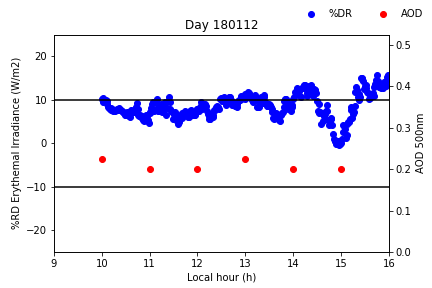 %DR AOD
Day 180112
%RD Erythermal Irradiance (W/m2)
20
10
0
−10
−20
0.5
0.4
0.3
0.2
0.1
0.0
AOD 500nm
9 10 11 12 13 14 15 16
Local hour (h)